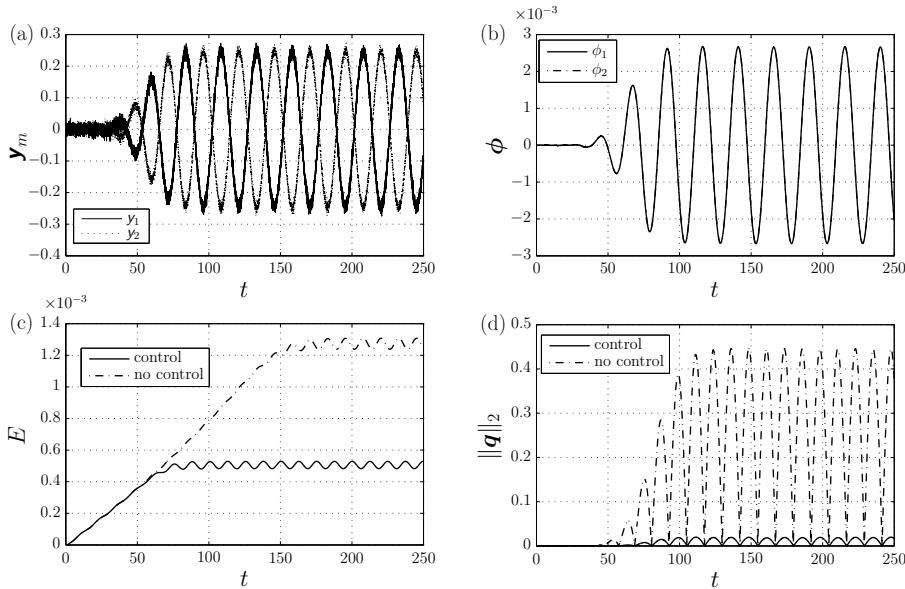 (a)
0.3
0.2
0.1
0
−0.1
−0.2
−0.3
−0.4
y_m
y_1
y_2
0 50 100 150 200 250
t
(b)
×10^{−3}
3
2
1
0
−1
−2
−3
ϕ
ϕ_1
ϕ_2
0 50 100 150 200 250
t
(c)
×10^{−3}
1.4
1.2
1
0.8
0.6
0.4
0.2
0
E
control
no control
0 50 100 150 200 250
t
(d)
0.5
0.4
0.3
0.2
0.1
0
||q||_2
control
no control
0 50 100 150 200 250
t